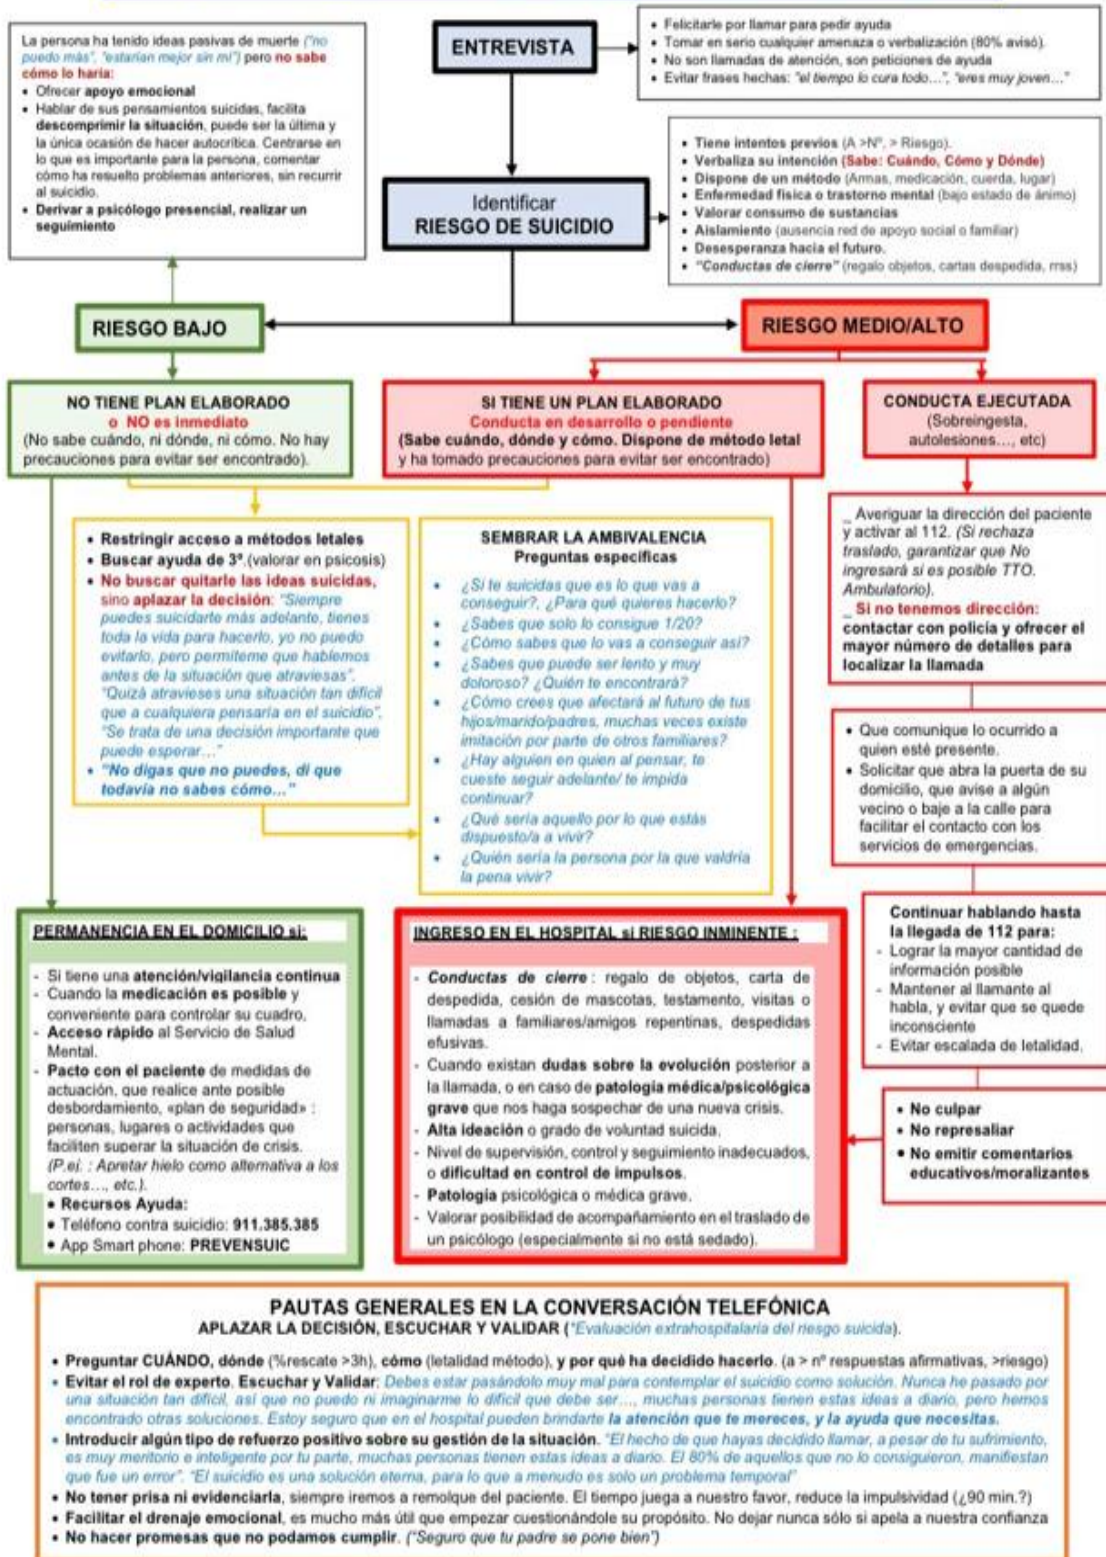 ENTREVISTA
• Felicitarle por llamar para pedir ayuda
• Tomar en serio cualquier amenaza o verbalización (80% avisó).
• No son llamadas de atención, son peticiones de ayuda
• Evitar frases hechas: "el tiempo lo cura todo…", "eres muy joven…"
La persona ha tenido ideas pasivas de muerte ("no
puedo más", "estarían mejor sin mí") pero no sabe
cómo lo haría:
• Ofrecer apoyo emocional
• Hablar de sus pensamientos suicidas, facilita
descomprimir la situación, puede ser la última y
la única ocasión de hacer autocrítica. Centrarse en
lo que es importante para la persona, comentar
cómo ha resuelto problemas anteriores, sin recurrir
al suicidio.
• Derivar a psicólogo presencial, realizar un
seguimiento
Identificar
RIESGO DE SUICIDIO
• Tiene intentos previos (A >Nº, > Riesgo).
• Verbaliza su intención (Sabe: Cuándo, Cómo y Dónde)
• Dispone de un método (Armas, medicación, cuerda, lugar)
• Enfermedad física o trastorno mental (bajo estado de ánimo)
• Valorar consumo de sustancias
• Aislamiento (ausencia red de apoyo social o familiar)
• Desesperanza hacia el futuro.
• "Conductas de cierre" (regalo objetos, cartas despedida, rrss)
RIESGO BAJO
RIESGO MEDIO/ALTO
NO TIENE PLAN ELABORADO
o NO es inmediato
(No sabe cuándo, ni dónde, ni cómo. No hay
precauciones para evitar ser encontrado).
SI TIENE UN PLAN ELABORADO
Conducta en desarrollo o pendiente
(Sabe cuándo, dónde y cómo. Dispone de método letal
y ha tomado precauciones para evitar ser encontrado)
CONDUCTA EJECUTADA
(Sobreingesta,
autolesiones…, etc)
• Restringir acceso a métodos letales
• Buscar ayuda de 3º.(valorar en psicosis)
• No buscar quitarle las ideas suicidas,
sino aplazar la decisión: "Siempre
puedes suicidarte más adelante, tienes
toda la vida para hacerlo, yo no puedo
evitarlo, pero permíteme que hablemos
antes de la situación que atraviesas".
"Quizá atravieses una situación tan difícil
que a cualquiera pensaría en el suicidio",
"Se trata de una decisión importante que
puede esperar…"
• "No digas que no puedes, di que
todavía no sabes cómo…"
SEMBRAR LA AMBIVALENCIA
Preguntas específicas
• ¿Si te suicidas que es lo que vas a
conseguir?, ¿Para qué quieres hacerlo?
• ¿Sabes que solo lo consigue 1/20?
• ¿Cómo sabes que lo vas a conseguir así?
• ¿Sabes que puede ser lento y muy
doloroso? ¿Quién te encontrará?
• ¿Cómo crees que afectará al futuro de tus
hijos/marido/padres, muchas veces existe
imitación por parte de otros familiares?
• ¿Hay alguien en quien al pensar, te
cueste seguir adelante/ te impida
continuar?
• ¿Qué sería aquello por lo que estás
dispuesto/a a vivir?
• ¿Quién sería la persona por la que valdría
la pena vivir?
_ Averiguar la dirección del paciente
y activar al 112. (Si rechaza
traslado, garantizar que No
ingresará si es posible TTO.
Ambulatorio).
_ Si no tenemos dirección:
contactar con policía y ofrecer el
mayor número de detalles para
localizar la llamada
• Que comunique lo ocurrido a
quien esté presente.
• Solicitar que abra la puerta de su
domicilio, que avise a algún
vecino o baje a la calle para
facilitar el contacto con los
servicios de emergencias.
Continuar hablando hasta
la llegada de 112 para:
- Lograr la mayor cantidad de
información posible
- Mantener al llamante al
habla, y evitar que se quede
inconsciente
- Evitar escalada de letalidad.
• No culpar
• No represaliar
• No emitir comentarios
educativos/moralizantes
PERMANENCIA EN EL DOMICILIO si:
- Si tiene una atención/vigilancia continua
- Cuando la medicación es posible y
conveniente para controlar su cuadro.
- Acceso rápido al Servicio de Salud
Mental.
- Pacto con el paciente de medidas de
actuación, que realice ante posible
desbordamiento, «plan de seguridad» :
personas, lugares o actividades que
faciliten superar la situación de crisis.
(P.ej. : Apretar hielo como alternativa a los
cortes…, etc.).
• Recursos Ayuda:
• Teléfono contra suicidio: 911.385.385
• App Smart phone: PREVENSUIC
INGRESO EN EL HOSPITAL si RIESGO INMINENTE :
- Conductas de cierre : regalo de objetos, carta de
despedida, cesión de mascotas, testamento, visitas o
llamadas a familiares/amigos repentinas, despedidas
efusivas.
- Cuando existan dudas sobre la evolución posterior a
la llamada, o en caso de patología médica/psicológica
grave que nos haga sospechar de una nueva crisis.
- Alta ideación o grado de voluntad suicida.
- Nivel de supervisión, control y seguimiento inadecuados,
o dificultad en control de impulsos.
- Patología psicológica o médica grave.
- Valorar posibilidad de acompañamiento en el traslado de
un psicólogo (especialmente si no está sedado).
PAUTAS GENERALES EN LA CONVERSACIÓN TELEFÓNICA
APLAZAR LA DECISIÓN, ESCUCHAR Y VALIDAR ("Evaluación extrahospitalaria del riesgo suicida).
• Preguntar CUÁNDO, dónde (%rescate >3h), cómo (letalidad método), y por qué ha decidido hacerlo. (a > nº respuestas afirmativas, >riesgo)
• Evitar el rol de experto. Escuchar y Validar: Debes estar pasándolo muy mal para contemplar el suicidio como solución. Nunca he pasado por
una situación tan difícil, así que no puedo ni imaginarme lo difícil que debe ser…, muchas personas tienen estas ideas a diario, pero hemos
encontrado otras soluciones. Estoy seguro que en el hospital pueden brindarte la atención que te mereces, y la ayuda que necesitas.
• Introducir algún tipo de refuerzo positivo sobre su gestión de la situación. "El hecho de que hayas decidido llamar, a pesar de tu sufrimiento,
es muy meritorio e inteligente por tu parte, muchas personas tienen estas ideas a diario. El 80% de aquellos que no lo consiguieron, manifiestan
que fue un error". "El suicidio es una solución eterna, para lo que a menudo es solo un problema temporal"
• No tener prisa ni evidenciarla, siempre iremos a remolque del paciente. El tiempo juega a nuestro favor, reduce la impulsividad (¿90 min.?)
• Facilitar el drenaje emocional, es mucho más útil que empezar cuestionándole su propósito. No dejar nunca sólo si apela a nuestra confianza
• No hacer promesas que no podamos cumplir. ("Seguro que tu padre se pone bien")